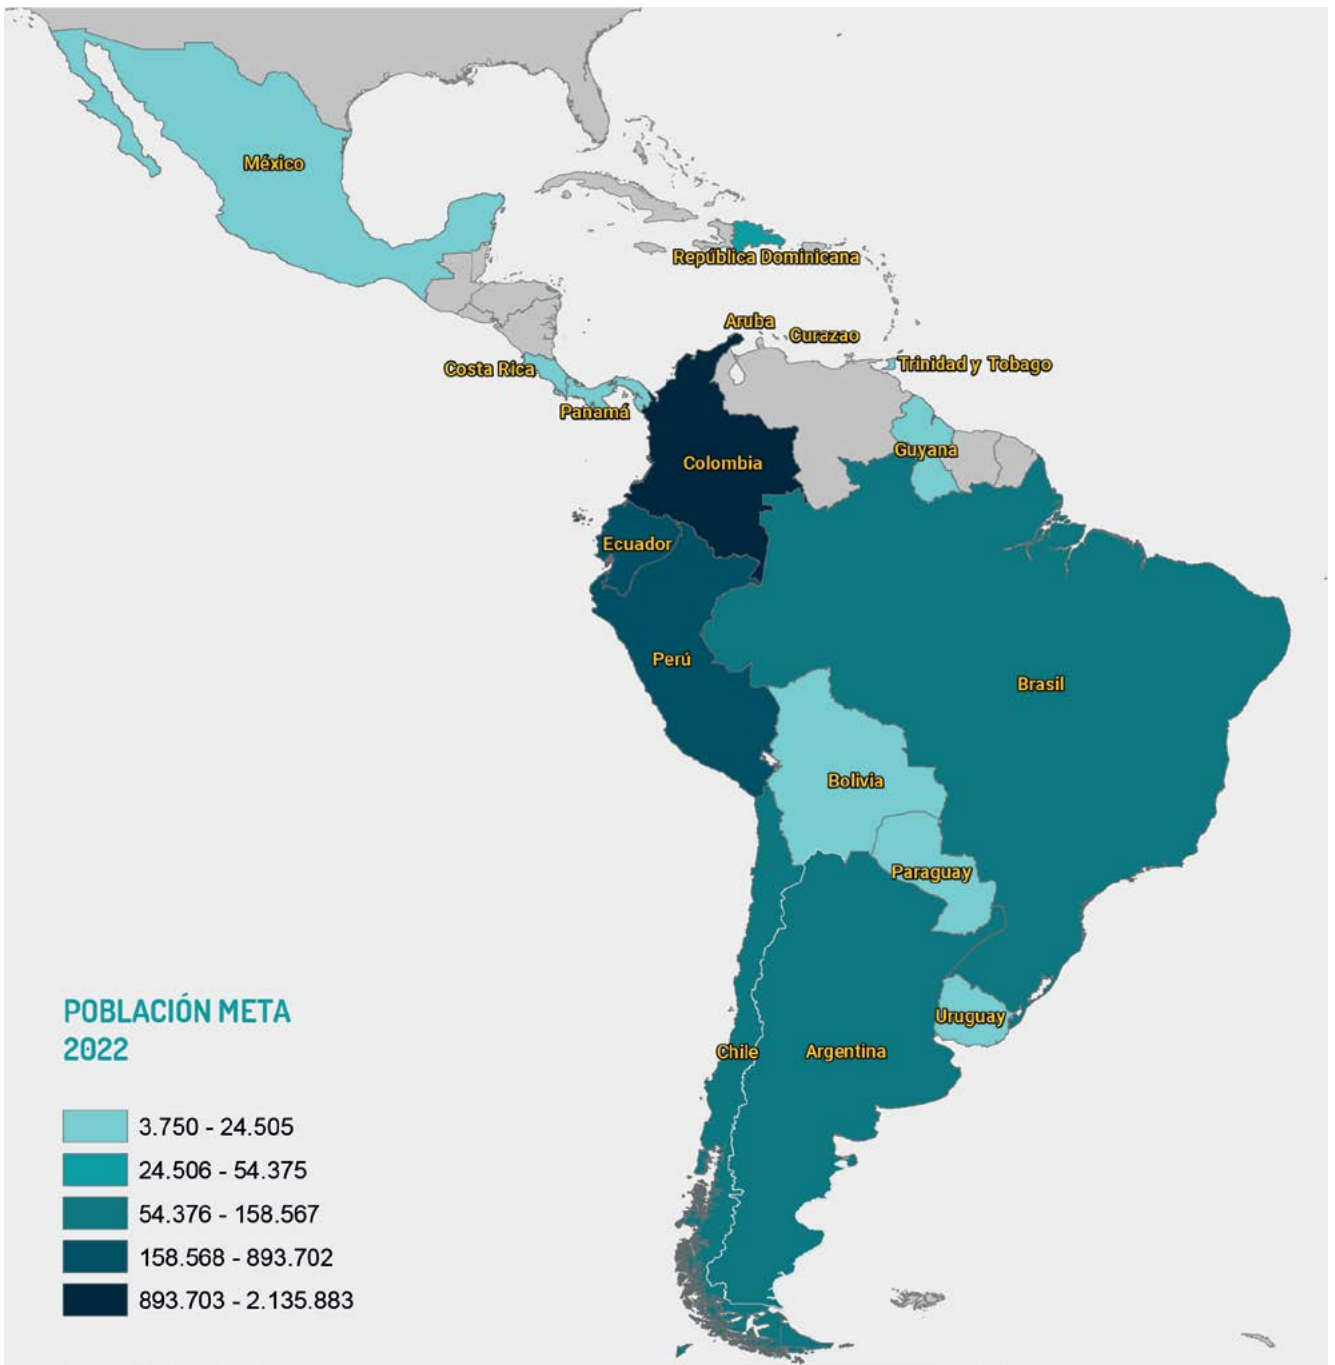 México
República Dominicana
Aruba
Curazao
Costa Rica
Trinidad y Tobago
Panamá
Guyana
Colombia
Ecuador
Perú
Brasil
Bolivia
Paraguay
Uruguay
Chile
Argentina
POBLACIÓN META
2022
3.750 - 24.505
24.506 - 54.375
54.376 - 158.567
158.568 - 893.702
893.703 - 2.135.883